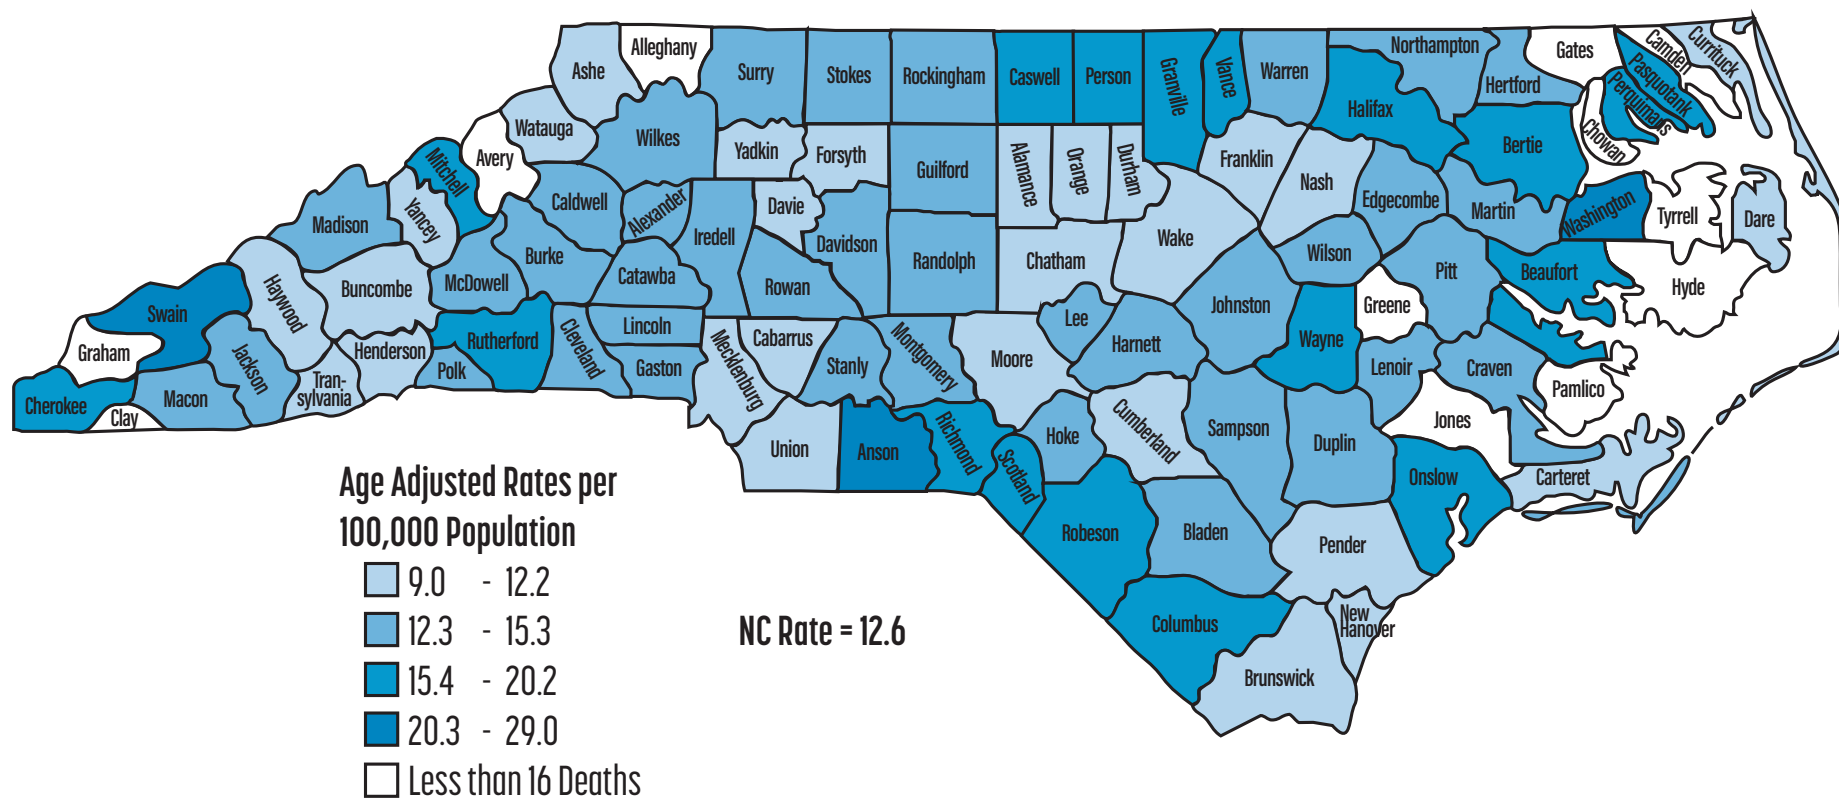 Alleghany
Ashe
Surry
Stokes
Rockingham
Caswell
Person
Granville
Vance
Warren
Northampton
Gates
Camden
Currituck
Hertford
Halifax
Pasquotank
Perquimans
Chowan
Bertie
Watauga
Wilkes
Yadkin
Forsyth
Guilford
Alamance
Orange
Durham
Franklin
Nash
Edgecombe
Martin
Washington
Tyrrell
Dare
Mitchell
Avery
Yancey
Madison
Caldwell
Alexander
Iredell
Davie
Davidson
Randolph
Chatham
Wake
Wilson
Pitt
Beaufort
Hyde
Swain
Haywood
Buncombe
McDowell
Burke
Catawba
Rowan
Lincoln
Johnston
Greene
Graham
Jackson
Henderson
Rutherford
Cleveland
Gaston
Mecklenburg
Cabarrus
Stanly
Montgomery
Moore
Lee
Harnett
Wayne
Lenoir
Craven
Pamlico
Cherokee
Clay
Macon
Tran-
sylvania
Polk
Union
Anson
Richmond
Scotland
Hoke
Cumberland
Sampson
Duplin
Jones
Onslow
Carteret
Robeson
Bladen
Pender
Columbus
Brunswick
New
Hanover
Age Adjusted Rates per
100,000 Population
9.0 - 12.2
12.3 - 15.3
15.4 - 20.2
20.3 - 29.0
Less than 16 Deaths
NC Rate = 12.6